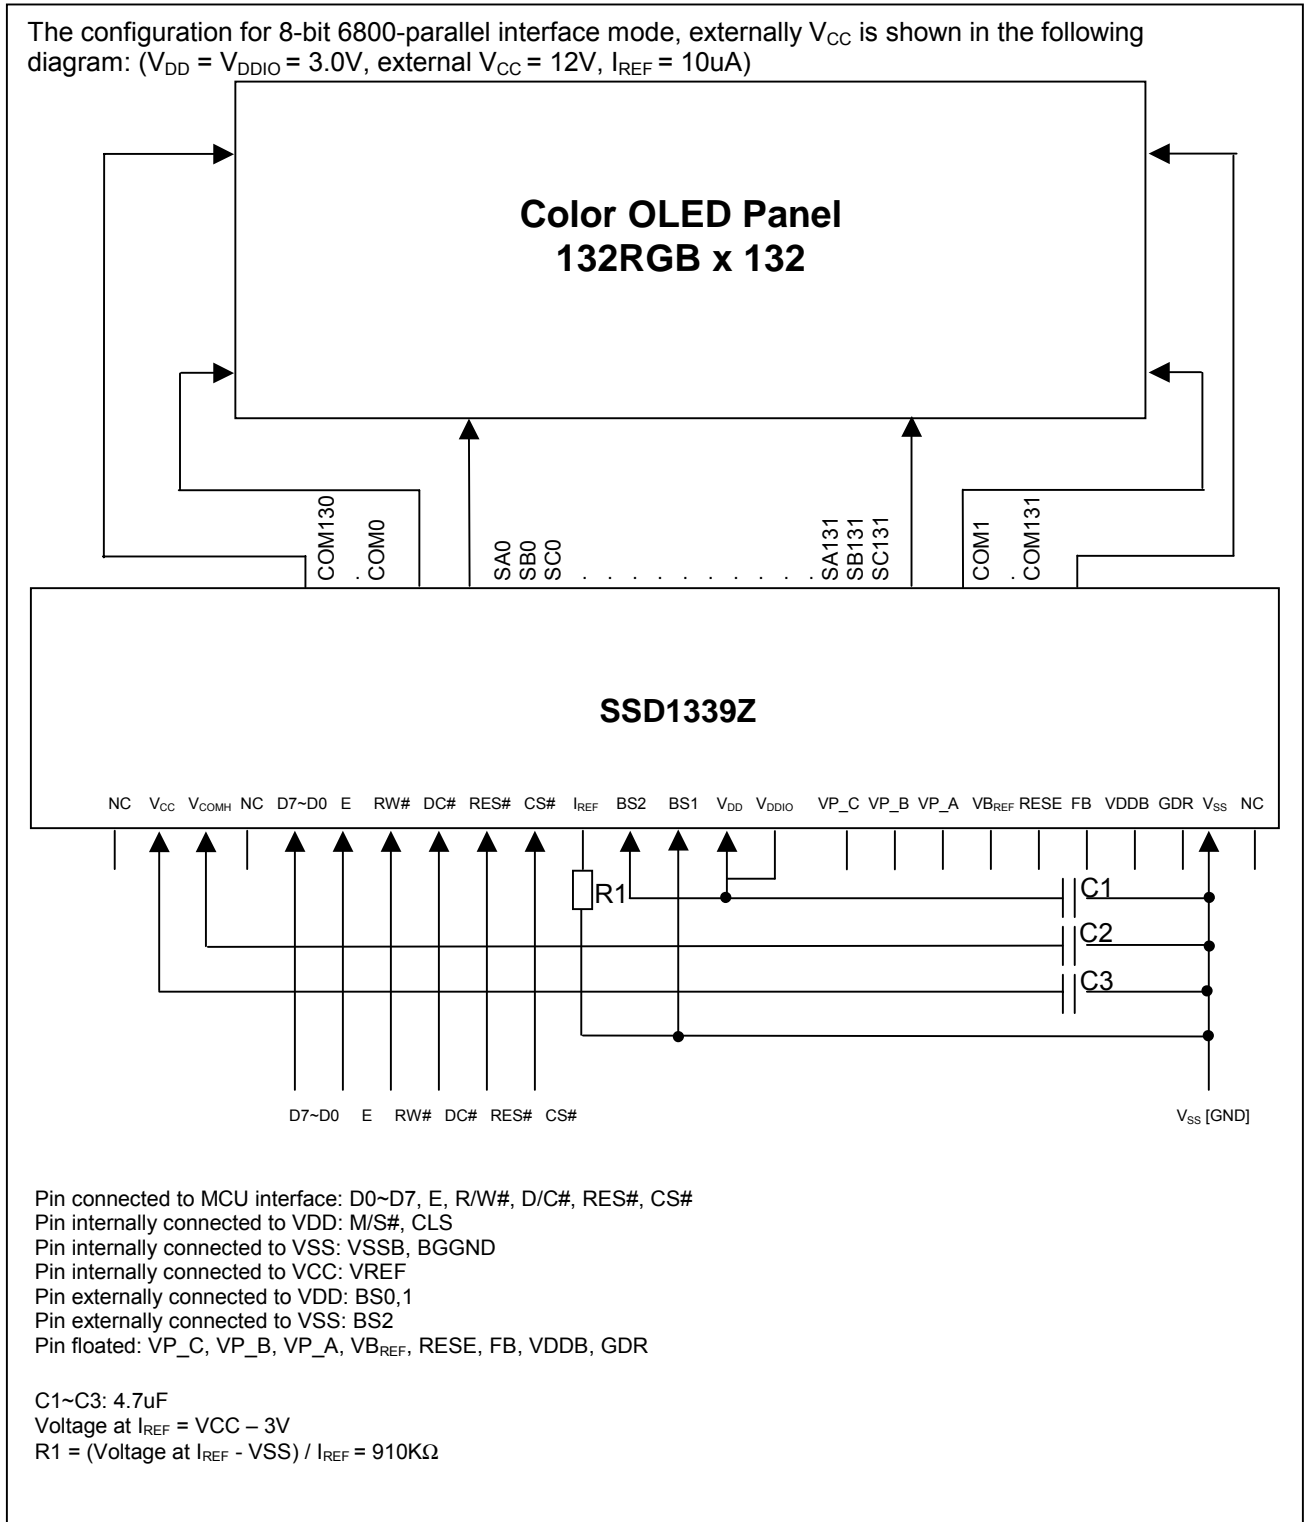 The configuration for 8-bit 6800-parallel interface mode, externally VCC is shown in the following
diagram: (VDD = VDDIO = 3.0V, external VCC = 12V, IREF = 10uA)
Color OLED Panel
132RGB x 132
COM130
.
COM0
SA0
SB0
SC0
. . . . . . . . . .
SA131
SB131
SC131
COM1
.
COM131
SSD1339Z
NC VCC VCOMH NC D7~D0 E RW# DC# RES# CS# IREF BS2 BS1 VDD VDDIO VP_C VP_B VP_A VBREF RESE FB VDDB GDR VSS NC
R1
C1
C2
C3
D7~D0 E RW# DC# RES# CS# VSS [GND]
Pin connected to MCU interface: D0~D7, E, R/W#, D/C#, RES#, CS#
Pin internally connected to VDD: M/S#, CLS
Pin internally connected to VSS: VSSB, BGGND
Pin internally connected to VCC: VREF
Pin externally connected to VDD: BS0,1
Pin externally connected to VSS: BS2
Pin floated: VP_C, VP_B, VP_A, VBREF, RESE, FB, VDDB, GDR
C1~C3: 4.7uF
Voltage at IREF = VCC – 3V
R1 = (Voltage at IREF - VSS) / IREF = 910KΩ